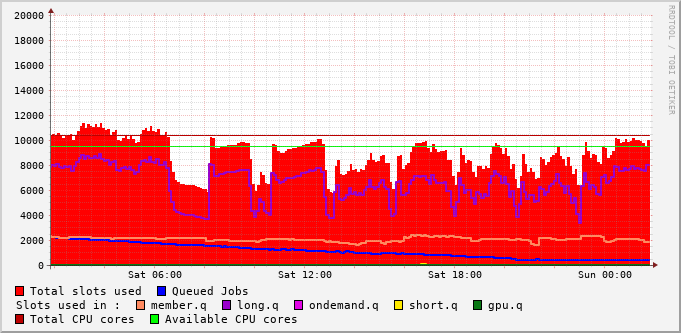 20000
18000
16000
14000
12000
10000
8000
6000
4000
2000
0
Sat 06:00 Sat 12:00 Sat 18:00 Sun 00:00
Total slots used Queued Jobs
Slots used in : member.q long.q ondemand.q short.q gpu.q
Total CPU cores Available CPU cores
RRDTOOL / TOBI OETIKER